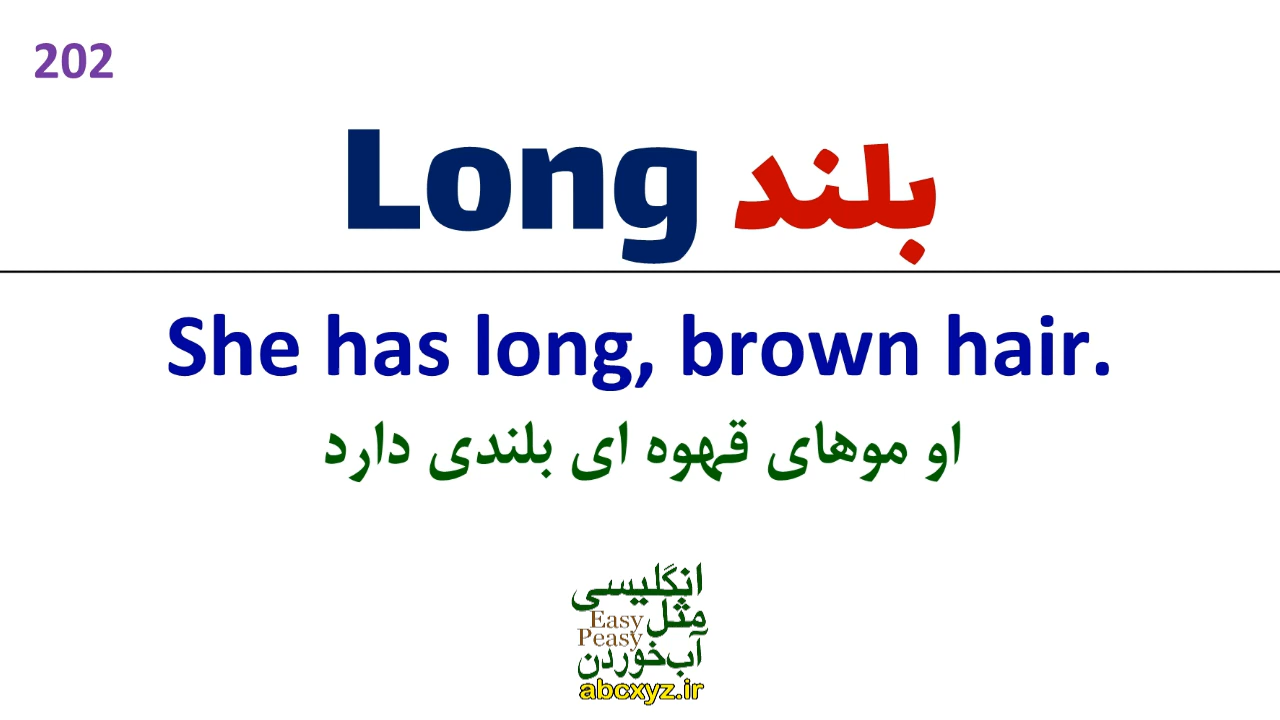 202
Long بلند
She has long, brown hair.
او موهای قهوه ای بلندی دارد
انگلیسی
مثل Easy
Peasy
آب‌خوردن
abcxyz.ir